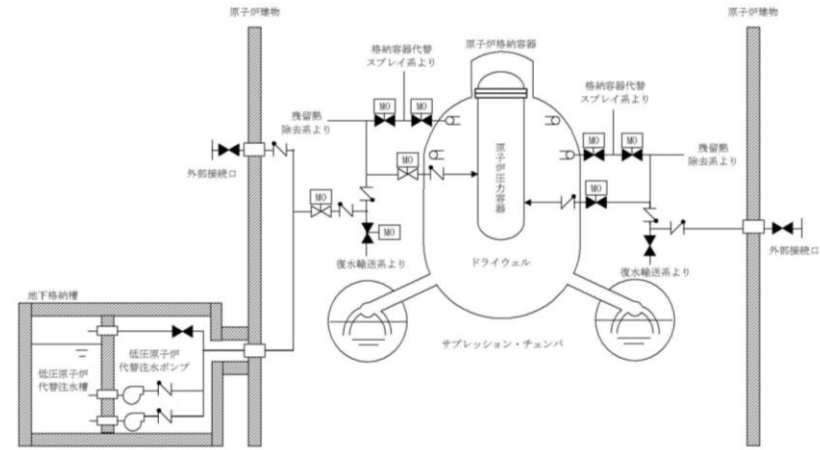 原子炉建物
原子炉建物
格納容器代替
スプレイ系より
原子炉格納容器
格納容器代替
スプレイ系より
MO
MO
残留熱
除去系より
MO
MO
残留熱
除去系より
外部接続口
MO
原子炉圧力容器
MO
MO
MO
復水輸送系より
ドライウェル
復水輸送系より
外部接続口
地下格納槽
サプレッション・チェンバ
低圧原子炉
代替注水ポンプ
低圧原子炉
代替注水槽